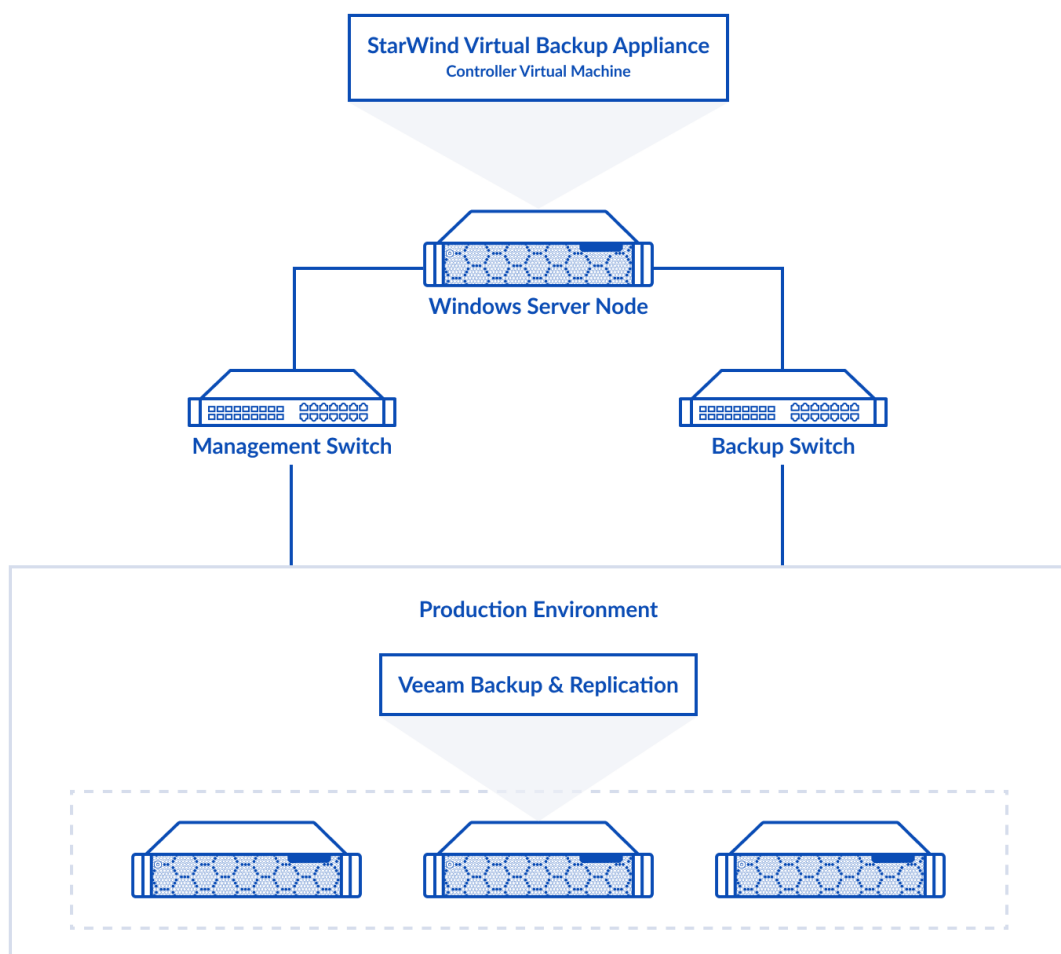 StarWind Virtual Backup Appliance
Controller Virtual Machine
Windows Server Node
Management Switch
Backup Switch
Production Environment
Veeam Backup & Replication